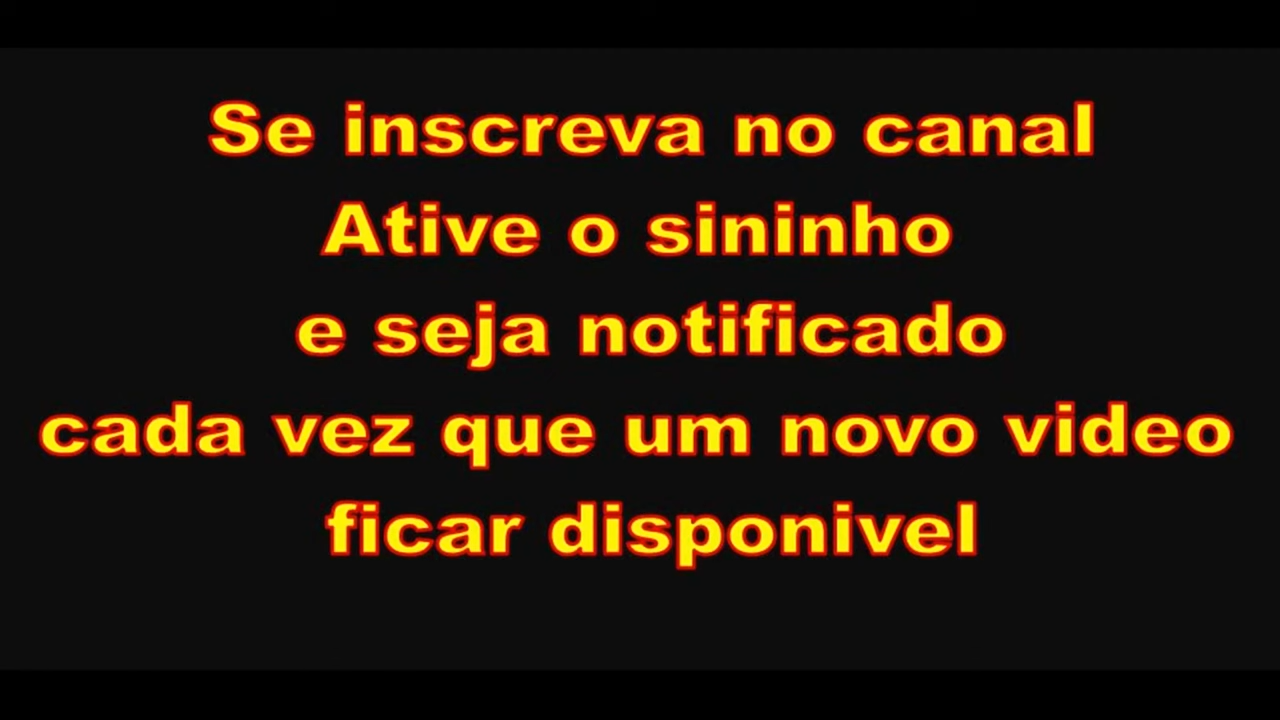 Se inscreva no canal
Ative o sininho
e seja notificado
cada vez que um novo video
ficar disponivel